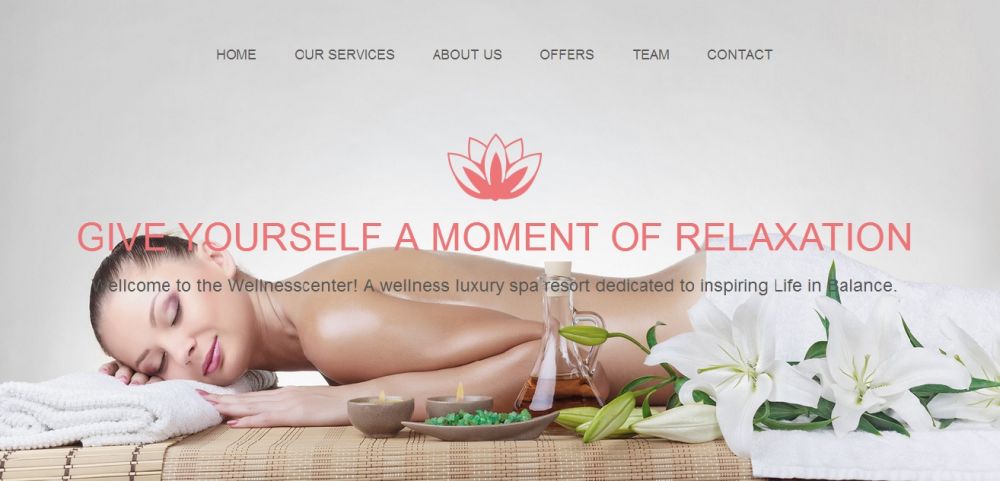 HOME OUR SERVICES ABOUT US OFFERS TEAM CONTACT
GIVE YOURSELF A MOMENT OF RELAXATION
Wellcome to the Wellnesscenter! A wellness luxury spa resort dedicated to inspiring Life in Balance.